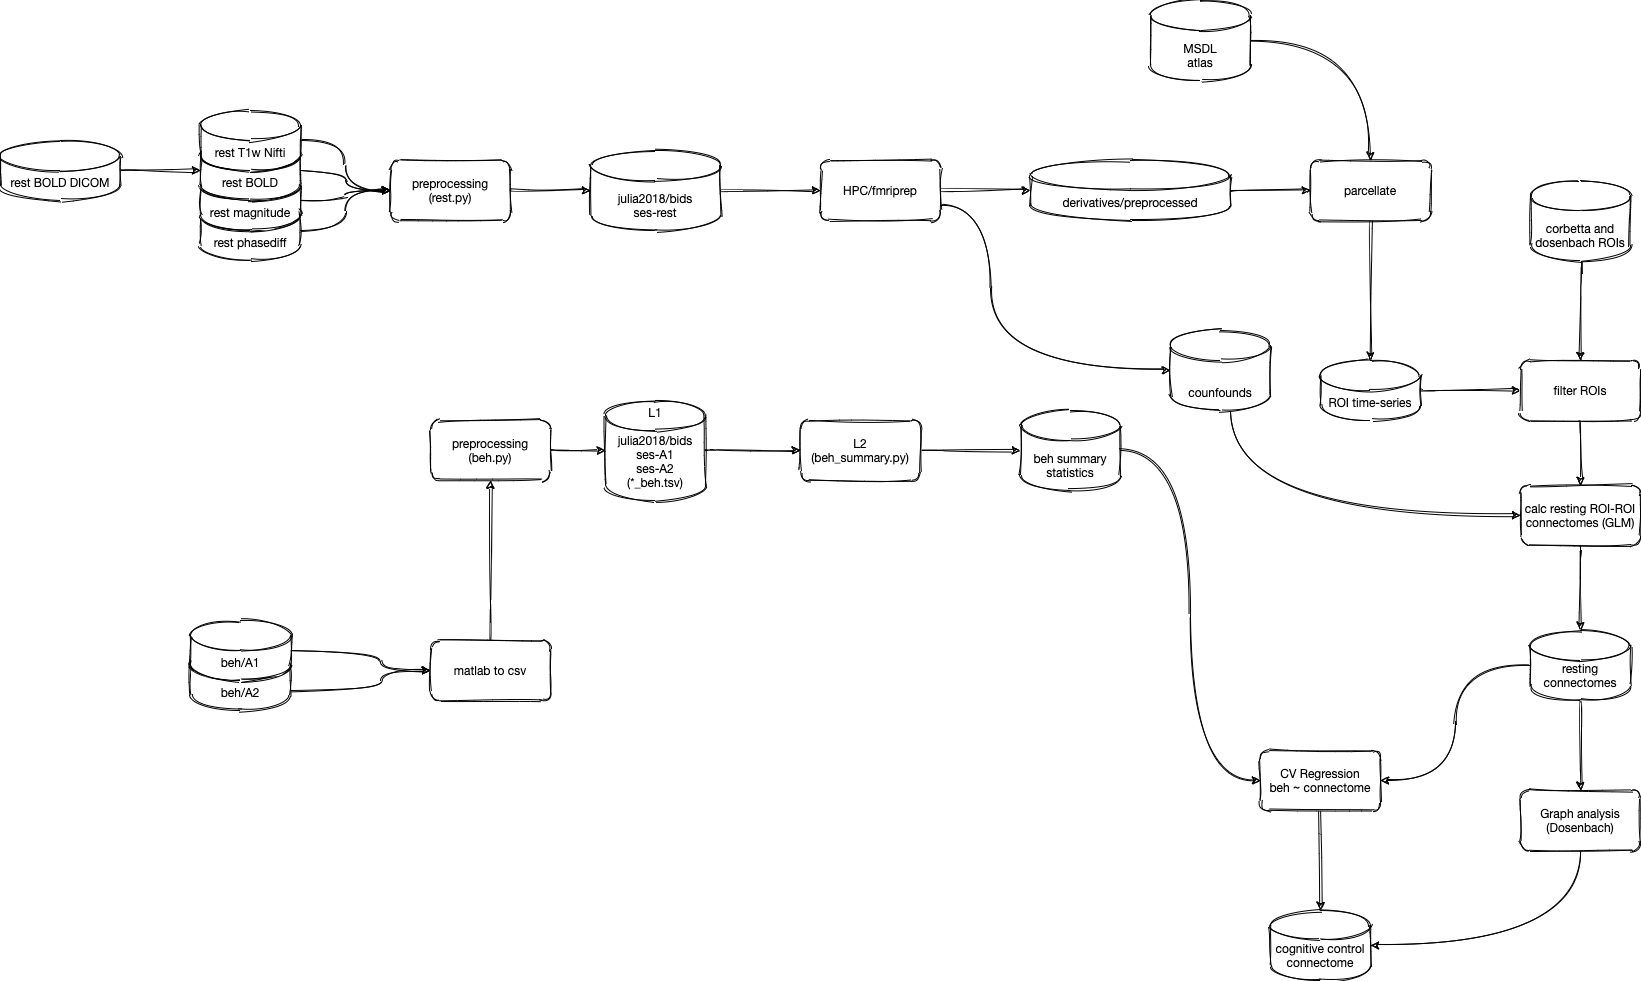 MSDL
atlas
rest T1w Nifti
rest BOLD DICOM
rest BOLD
rest magnitude
rest phasediff
preprocessing
(rest.py)
julia2018/bids
ses-rest
HPC/fmriprep
derivatives/preprocessed
parcellate
corbetta and
dosenbach ROIs
counfounds
ROI time-series
filter ROIs
preprocessing
(beh.py)
L1
julia2018/bids
ses-A1
ses-A2
(*_beh.tsv)
L2
(beh_summary.py)
beh summary
statistics
calc resting ROI-ROI
connectomes (GLM)
beh/A1
beh/A2
matlab to csv
resting
connectomes
CV Regression
beh ~ connectome
Graph analysis
(Dosenbach)
cognitive control
connectome